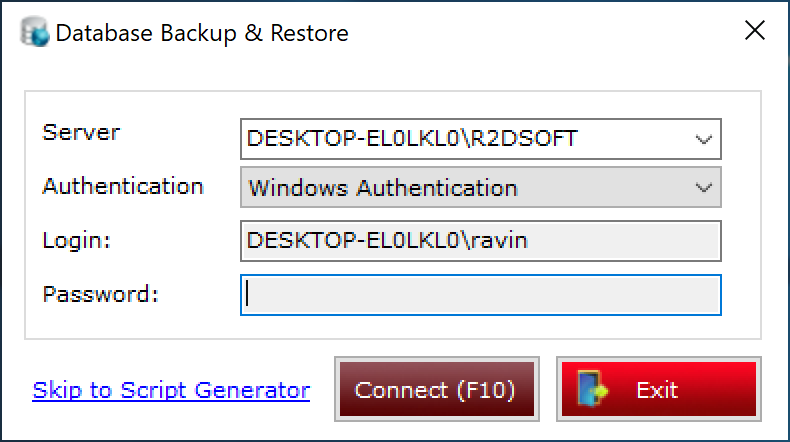 Database Backup & Restore
Server DESKTOP-EL0LKL0\R2DSOFT
Authentication Windows Authentication
Login: DESKTOP-EL0LKL0\ravin
Password:
Skip to Script Generator Connect (F10) Exit